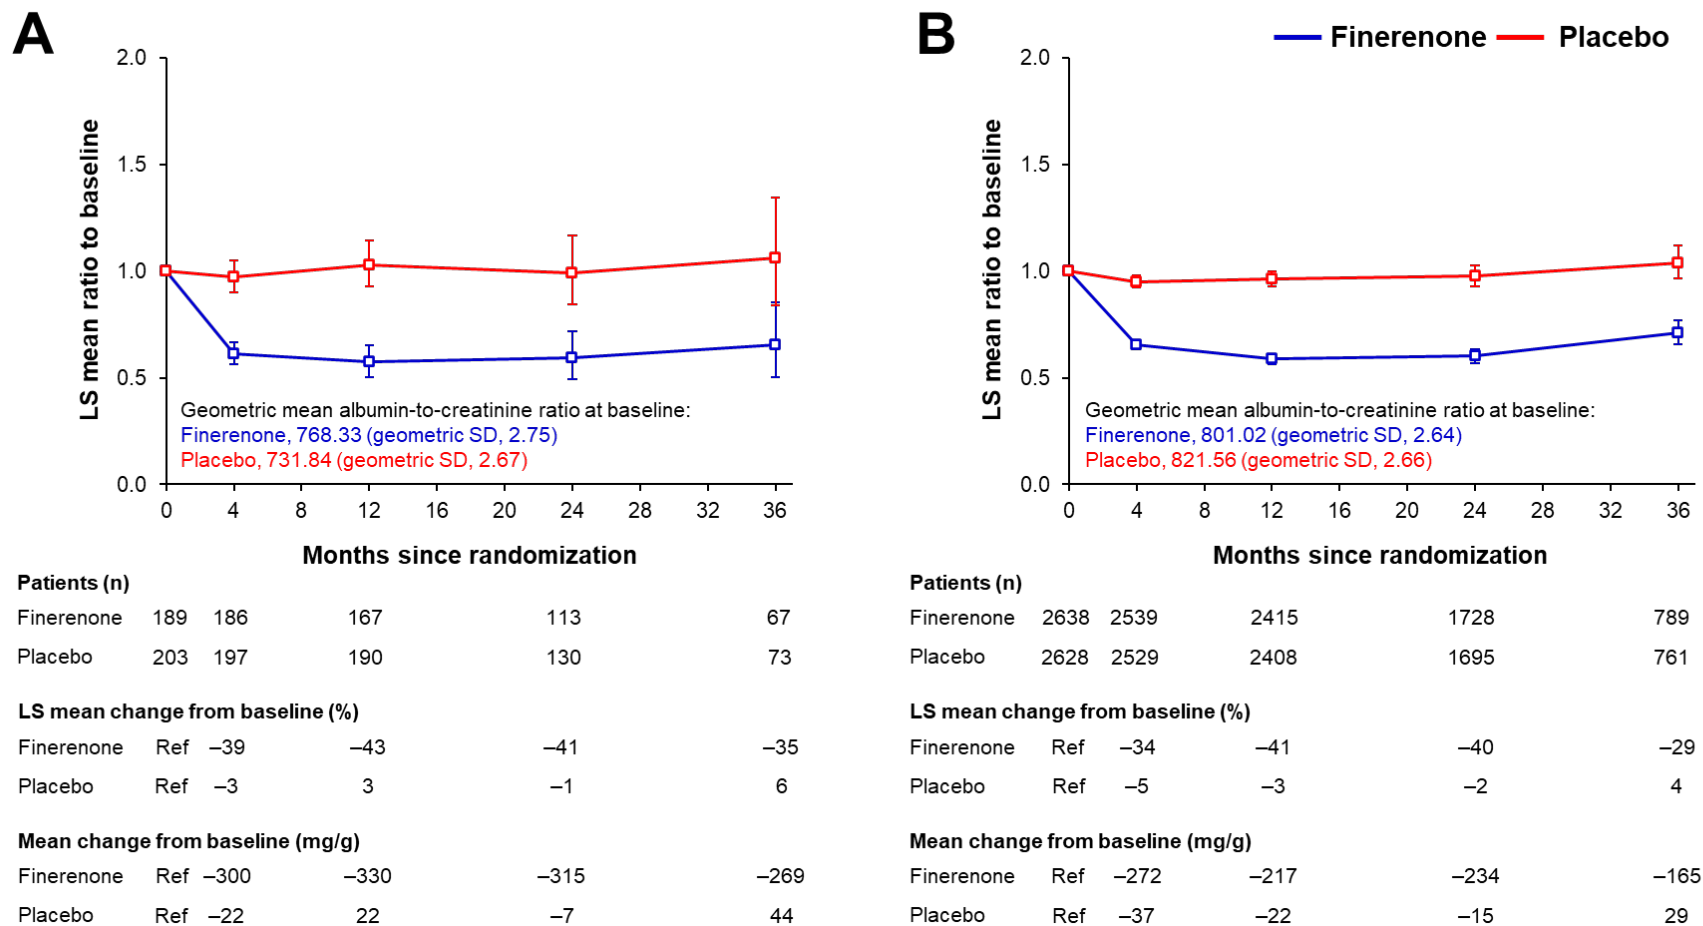 A
2.0
1.5
1.0
0.5
0.0
LS mean ratio to baseline
Geometric mean albumin-to-creatinine ratio at baseline:
Finerenone, 768.33 (geometric SD, 2.75)
Placebo, 731.84 (geometric SD, 2.67)
0 4 8 12 16 20 24 28 32 36
Months since randomization
Patients (n)
Finerenone 189 186 167 113 67
Placebo 203 197 190 130 73
LS mean change from baseline (%)
Finerenone Ref –39 –43 –41 –35
Placebo Ref –3 3 –1 6
Mean change from baseline (mg/g)
Finerenone Ref –300 –330 –315 –269
Placebo Ref –22 22 –7 44
B
Finerenone Placebo
2.0
1.5
1.0
0.5
0.0
LS mean ratio to baseline
Geometric mean albumin-to-creatinine ratio at baseline:
Finerenone, 801.02 (geometric SD, 2.64)
Placebo, 821.56 (geometric SD, 2.66)
0 4 8 12 16 20 24 28 32 36
Months since randomization
Patients (n)
Finerenone 2638 2539 2415 1728 789
Placebo 2628 2529 2408 1695 761
LS mean change from baseline (%)
Finerenone Ref –34 –41 –40 –29
Placebo Ref –5 –3 –2 4
Mean change from baseline (mg/g)
Finerenone Ref –272 –217 –234 –165
Placebo Ref –37 –22 –15 29